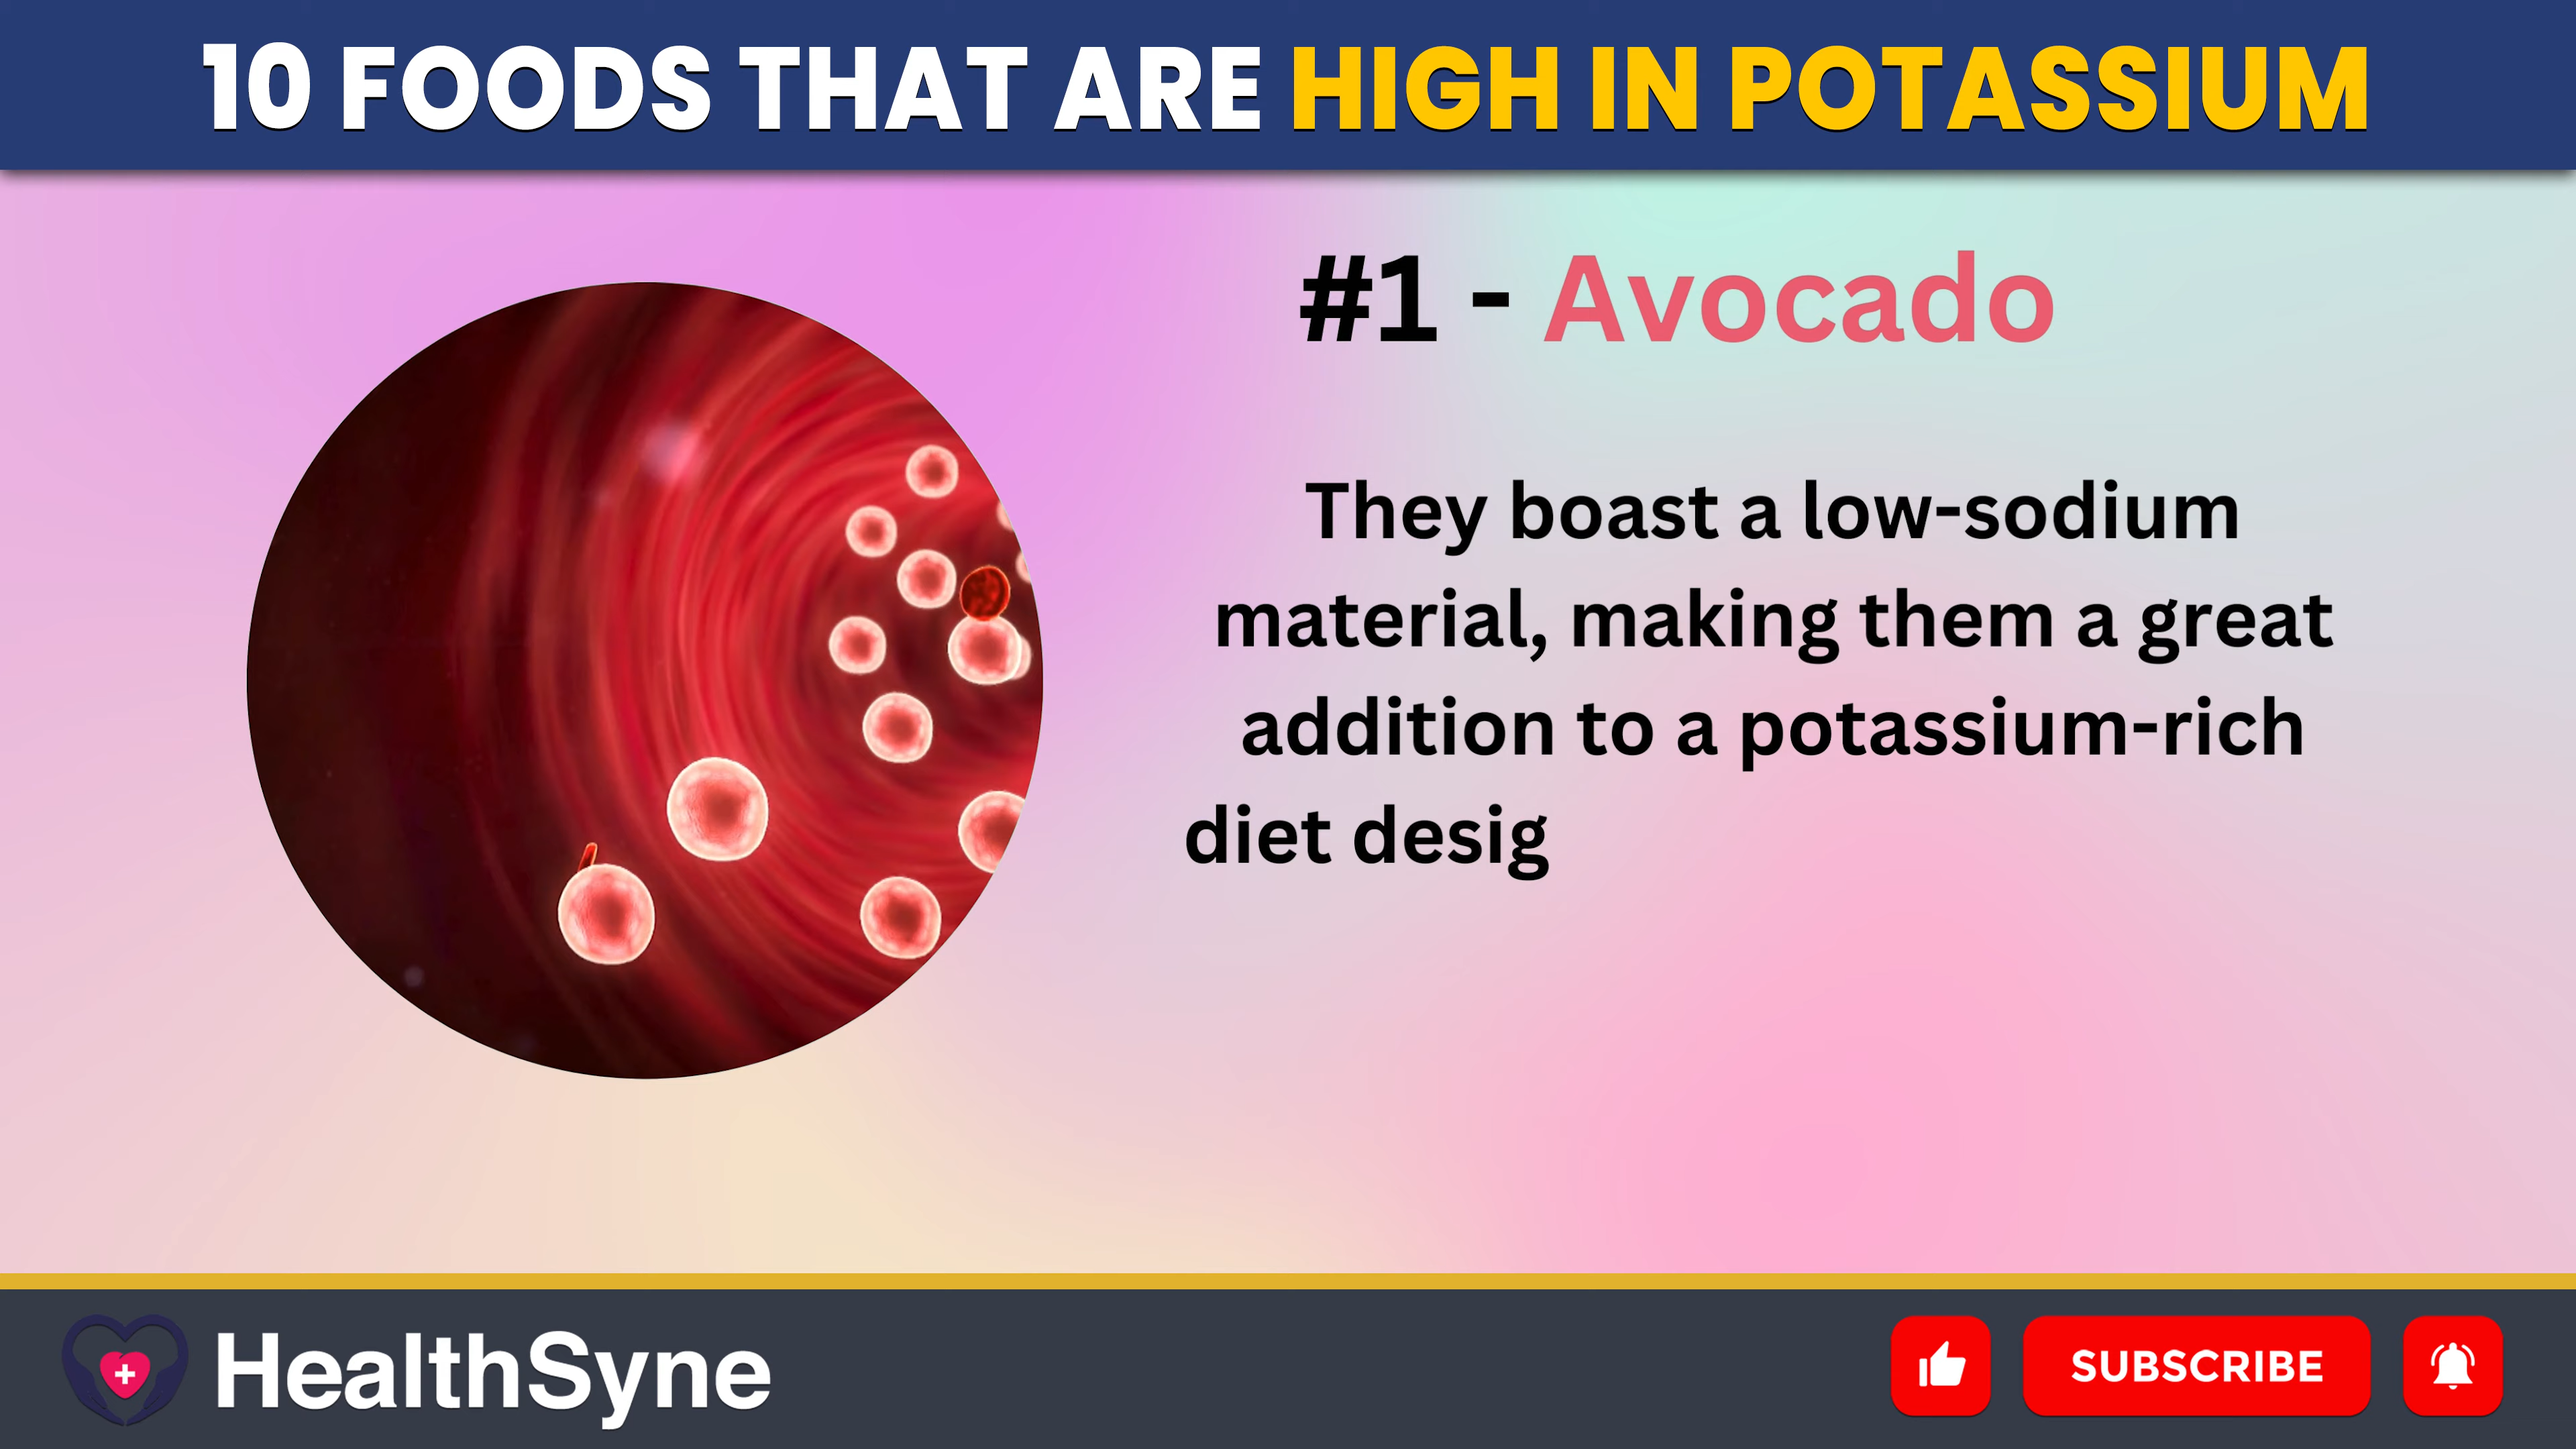 10 FOODS THAT ARE HIGH IN POTASSIUM
#1 - Avocado
They boast a low-sodium
material, making them a great
addition to a potassium-rich
diet desig
HealthSyne
SUBSCRIBE